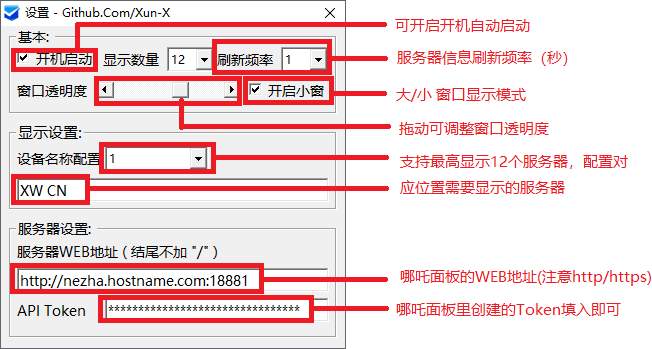 设置 - Github.Com/Xun-X
基本:
开机启动 显示数量 12 刷新频率 1
窗口透明度 开启小窗
显示设置:
设备名称配置 1
XW CN
服务器设置:
服务器WEB地址 ( 结尾不加 "/" )
http://nezha.hostname.com:18881
API Token ********************************
可开启开机自动启动
服务器信息刷新频率（秒）
大/小 窗口显示模式
拖动可调整窗口透明度
支持最高显示12个服务器，配置对
应位置需要显示的服务器
哪吒面板的WEB地址(注意http/https)
哪吒面板里创建的Token填入即可